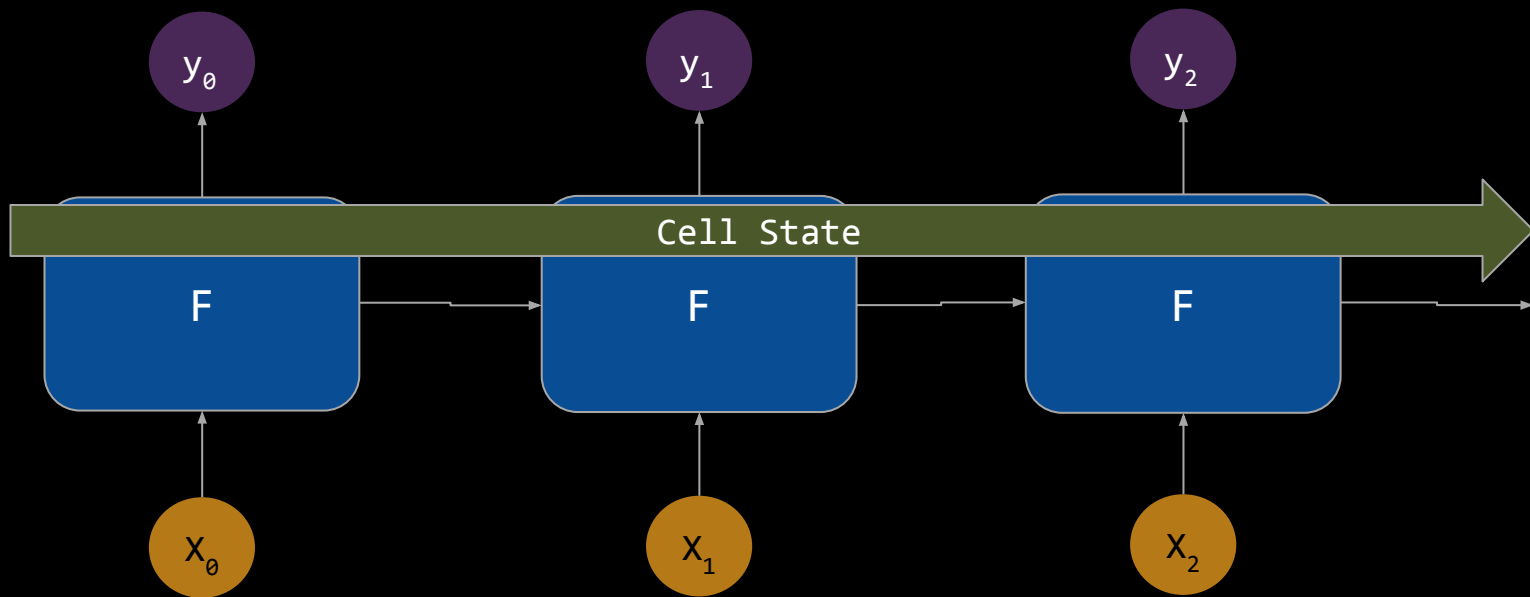 y₀
y₁
y₂
Cell State
F
F
F
X₀
X₁
X₂